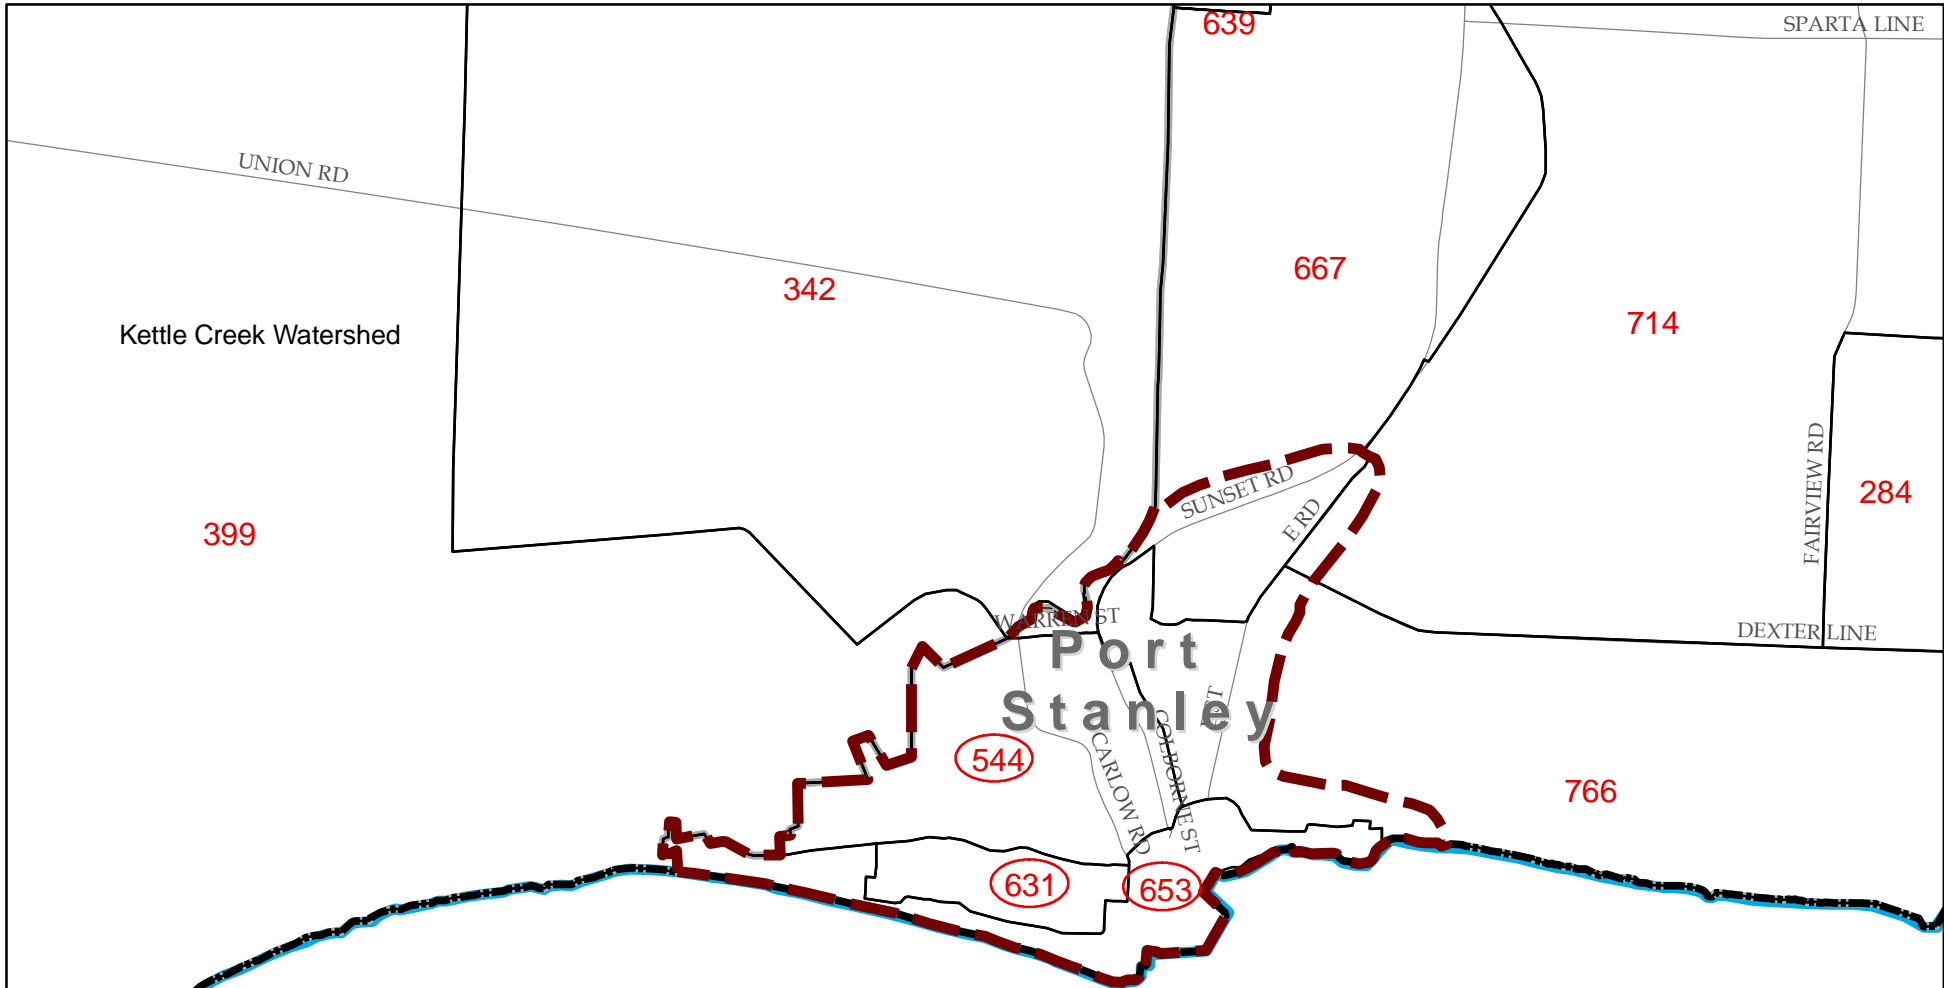 639
SPARTA LINE
UNION RD
667
342
714
Kettle Creek Watershed
SUNSET RD
FAIRVIEW RD
284
E RD
399
WARREN ST
DEXTER LINE
Port
Stanley
ST
544
CARLOW RD
COLBORNE ST
766
631
653